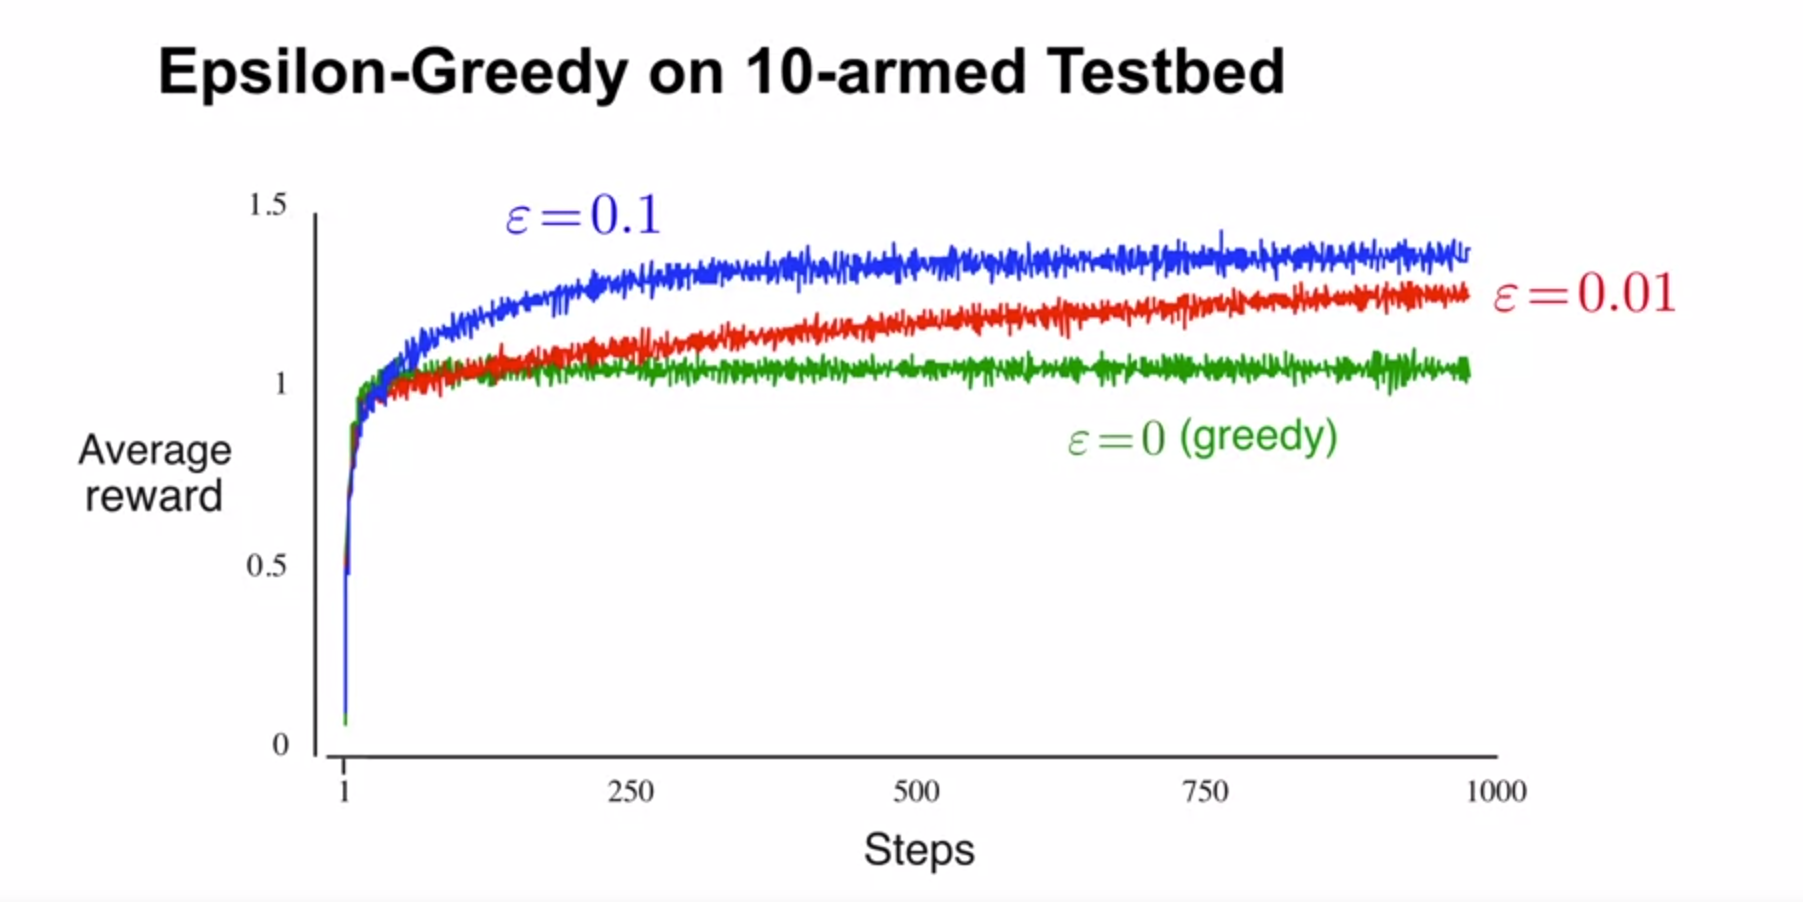 Epsilon-Greedy on 10-armed Testbed
1.5
ε=0.1
ε=0.01
1
ε=0 (greedy)
Average
reward
0.5
0
1
250
500
750
1000
Steps